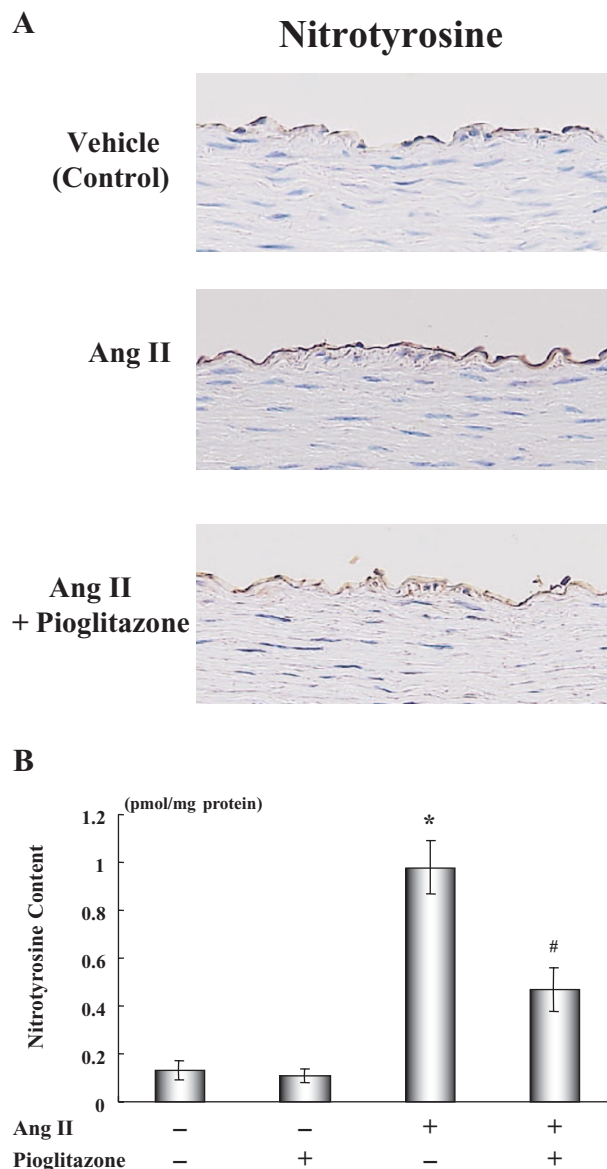 A
Nitrotyrosine
Vehicle
(Control)
Ang II
Ang II
+ Pioglitazone
B
(pmol/mg protein)
Nitrotyrosine Content
1.2
1
0.8
0.6
0.4
0.2
0
*
#
Ang II − − + +
Pioglitazone − + − +